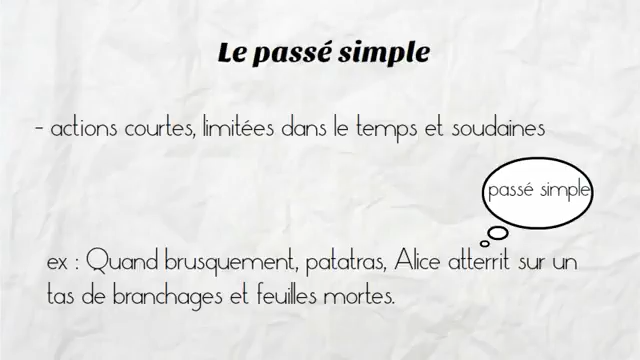 Le passé simple
- actions courtes, limitées dans le temps et soudaines
passé simple
ex : Quand brusquement, patatras, Alice atterrit sur un
tas de branchages et feuilles mortes.